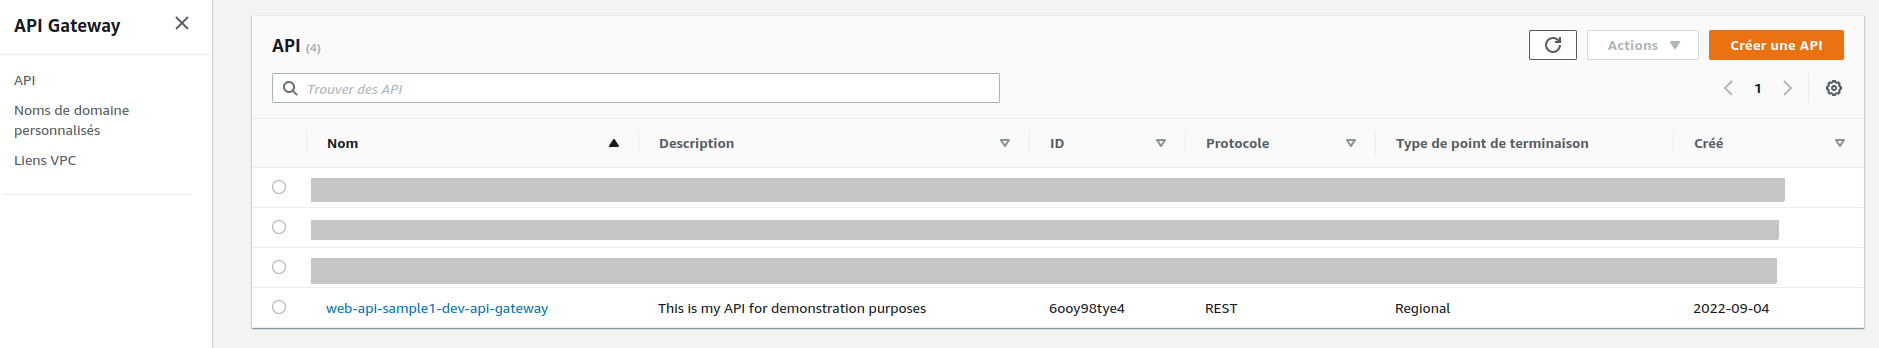 API Gateway
API
Noms de domaine
personnalisés
Liens VPC
API (4)
Actions
Créer une API
Trouver des API
1
Nom Description ID Protocole Type de point de terminaison Créé
web-api-sample1-dev-api-gateway This is my API for demonstration purposes 6ooy98tye4 REST Regional 2022-09-04